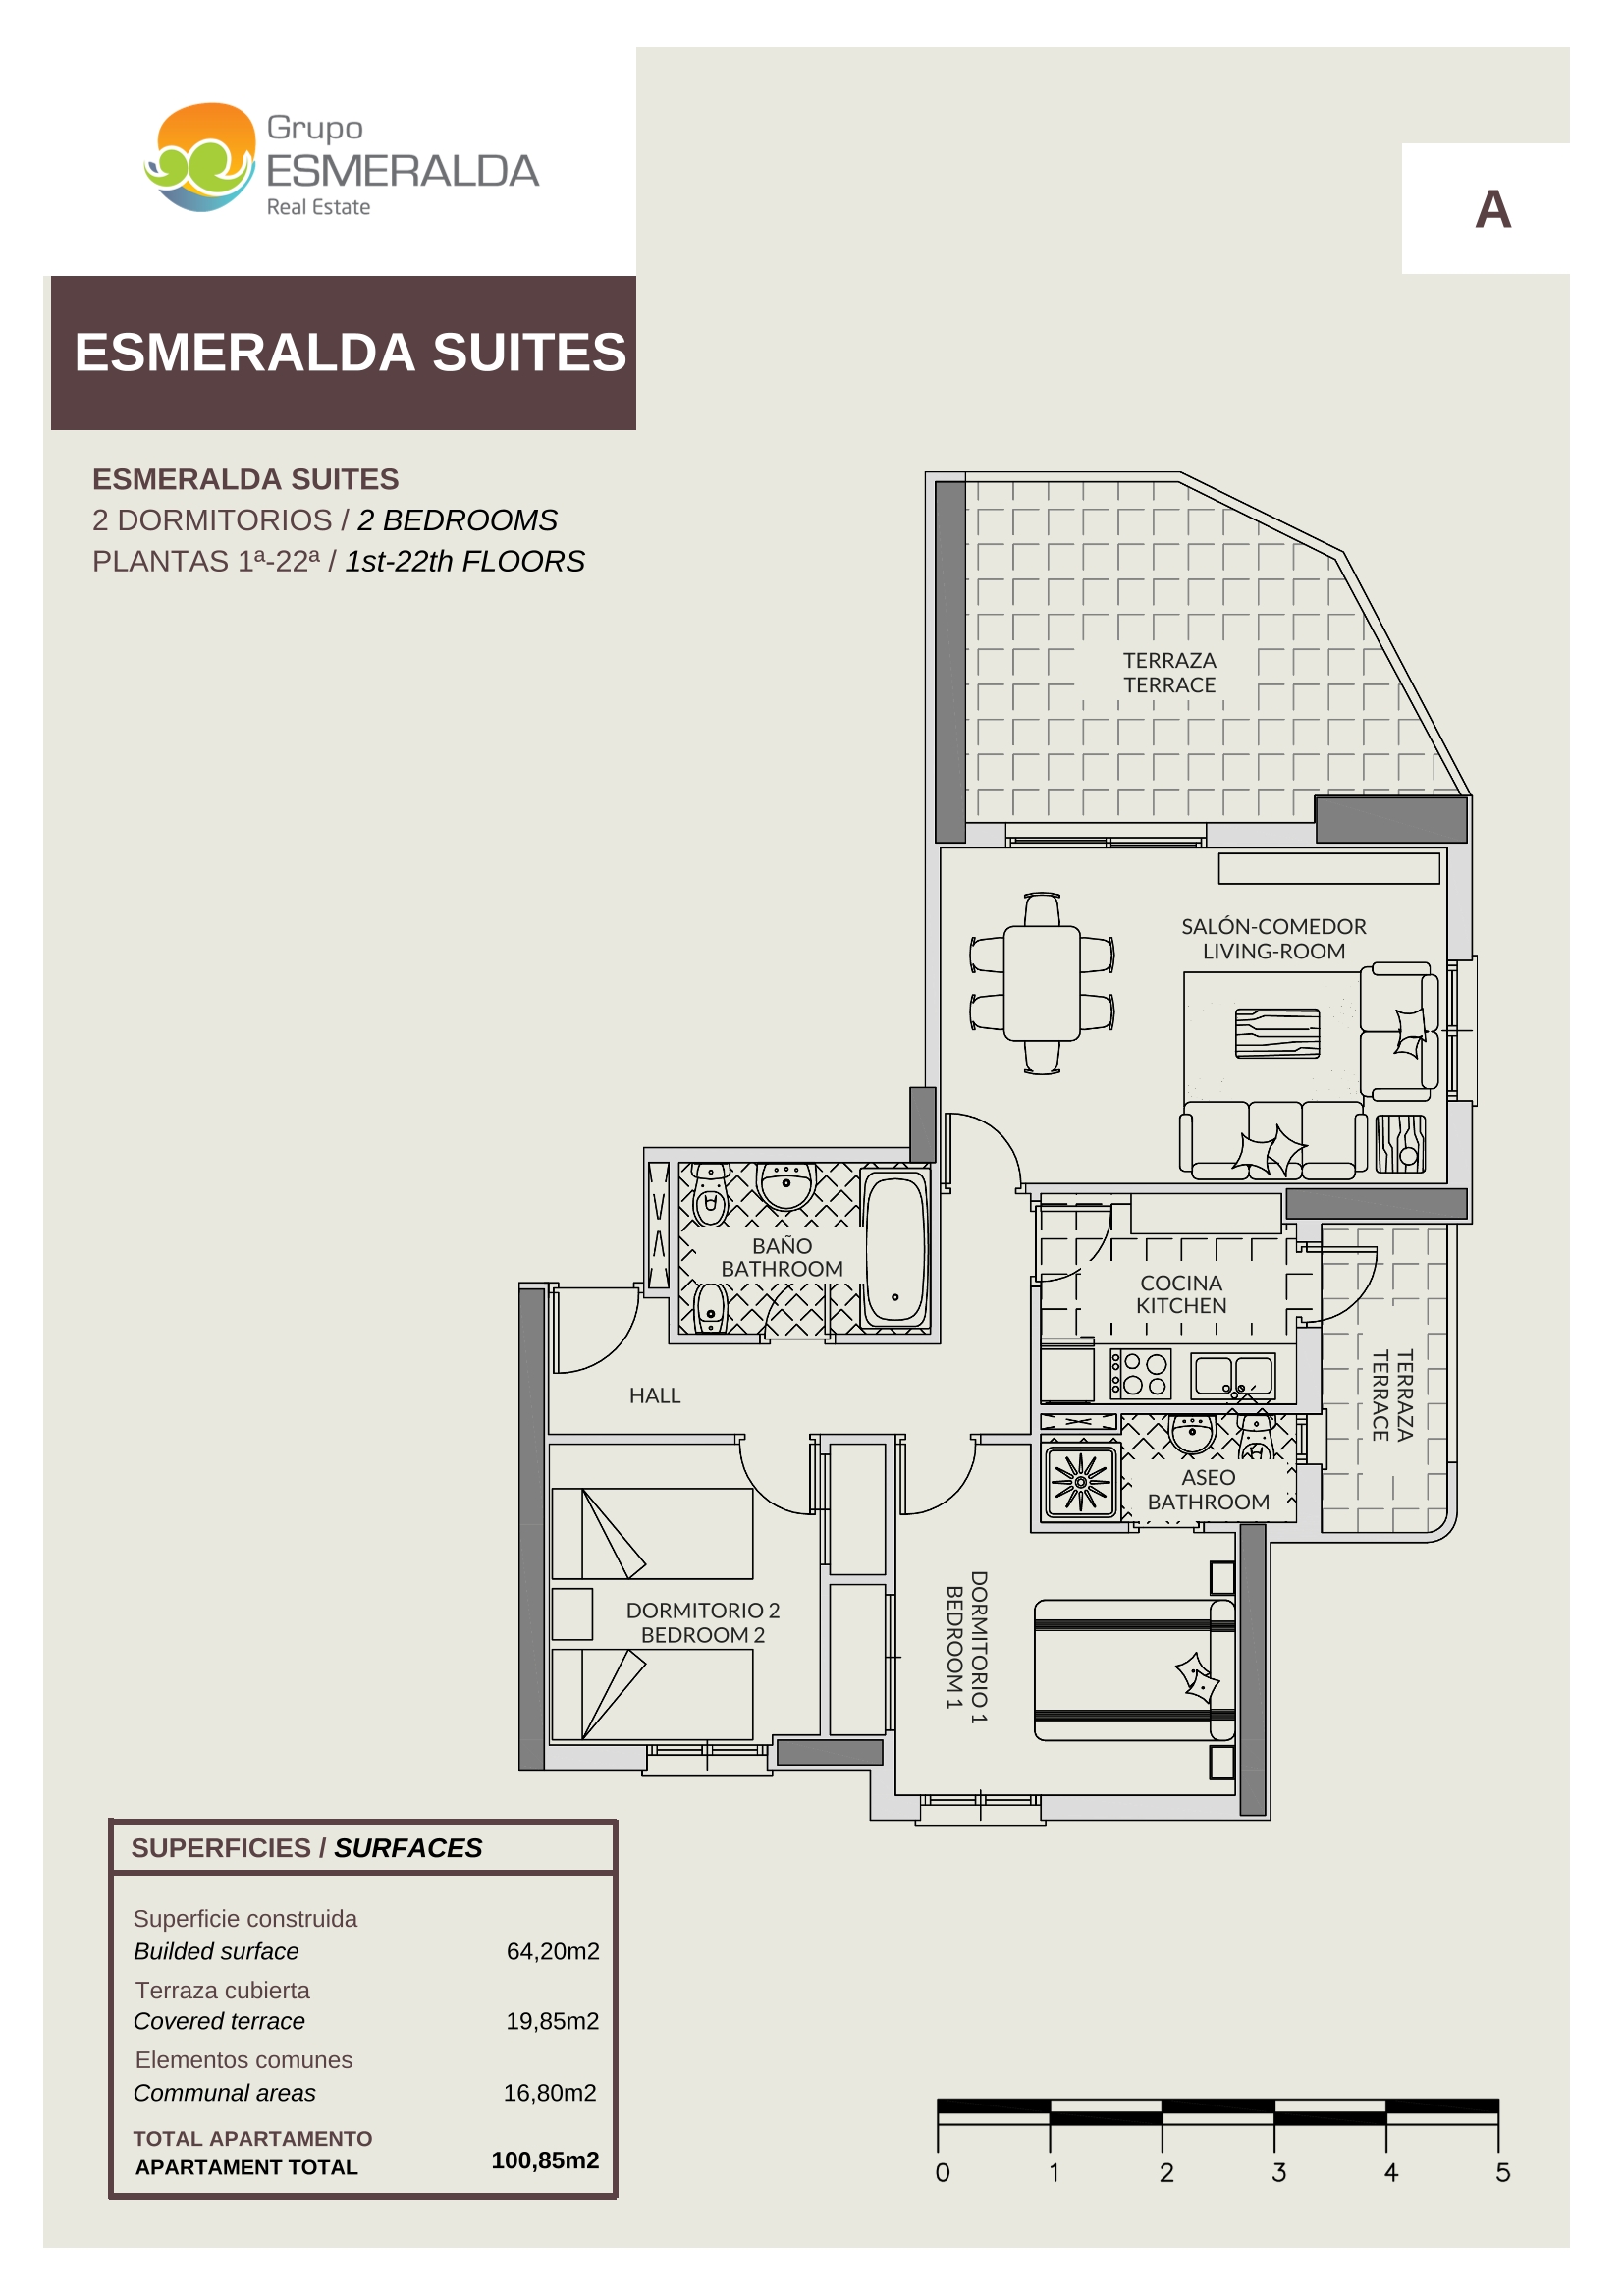 Grupo
ESMERALDA
Real Estate
A
ESMERALDA SUITES
ESMERALDA SUITES
2 DORMITORIOS / 2 BEDROOMS
PLANTAS 1ª-22ª / 1st-22th FLOORS
TERRAZA
TERRACE
SALÓN-COMEDOR
LIVING-ROOM
BAÑO
BATHROOM
COCINA
KITCHEN
TERRAZA
TERRACE
HALL
ASEO
BATHROOM
DORMITORIO 2
BEDROOM 2
DORMITORIO 1
BEDROOM 1
SUPERFICIES / SURFACES
Superficie construida
Builded surface 64,20m2
Terraza cubierta
Covered terrace 19,85m2
Elementos comunes
Communal areas 16,80m2
TOTAL APARTAMENTO
APARTAMENT TOTAL 100,85m2
0 1 2 3 4 5